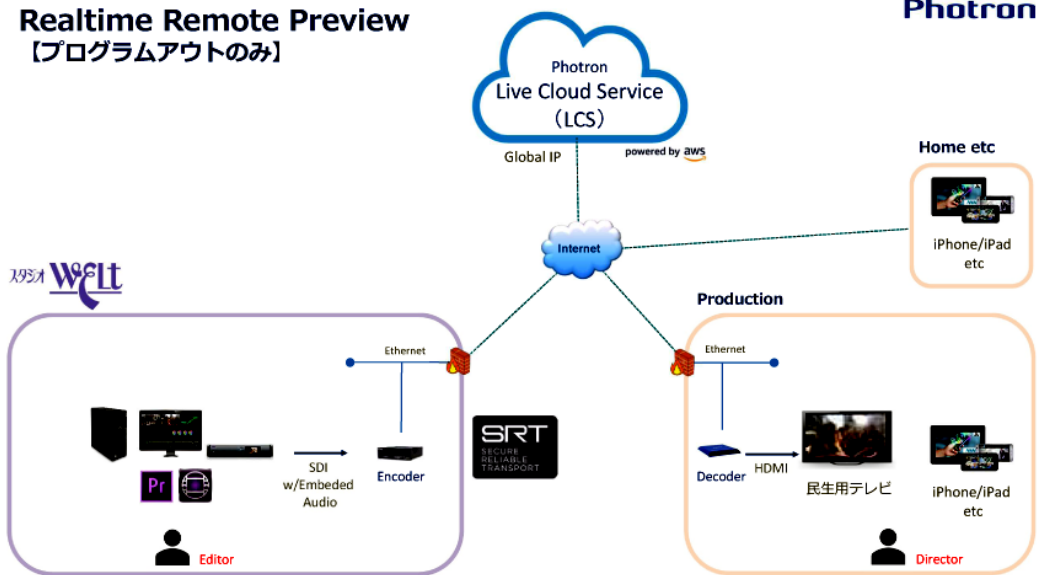 Realtime Remote Preview
Photron
【プログラムアウトのみ】
Photron
Live Cloud Service
（LCS）
Global IP
powered by aws
Home etc
iPhone/iPad
etc
Internet
スタジオ WELt
Production
Ethernet
Ethernet
SRT
SECURE
RELIABLE
TRANSPORT
SDI
w/Embeded
Audio
Encoder
Pr
Decoder
HDMI
民生用テレビ
iPhone/iPad
etc
Editor
Director